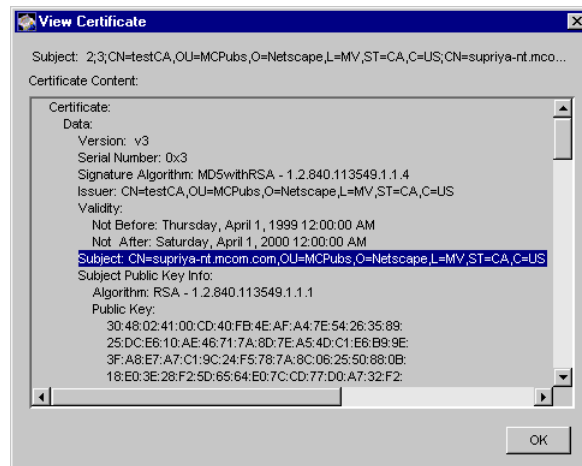 View Certificate
Subject: 2;3;CN=testCA,OU=MCPubs,O=Netscape,L=MV,ST=CA,C=US;CN=supriya-nt.mco...
Certificate Content:
Certificate:
Data:
Version: v3
Serial Number: 0x3
Signature Algorithm: MD5withRSA - 1.2.840.113549.1.1.4
Issuer: CN=testCA,OU=MCPubs,O=Netscape,L=MV,ST=CA,C=US
Validity:
Not Before: Thursday, April 1, 1999 12:00:00 AM
Not After: Saturday, April 1, 2000 12:00:00 AM
Subject: CN=supriya-nt.mcom.com,OU=MCPubs,O=Netscape,L=MV,ST=CA,C=US
Subject Public Key Info:
Algorithm: RSA - 1.2.840.113549.1.1.1
Public Key:
30:48:02:41:00:CD:40:FB:4E:AF:A4:7E:54:26:35:89:
25:DC:E6:10:AE:46:71:7A:8D:7E:A5:4D:C1:E6:B9:9E:
3F:A8:E7:A7:C1:9C:24:F5:78:7A:8C:06:25:50:88:0B:
18:E0:3E:28:F2:5D:65:64:E0:7C:CD:77:D0:A7:32:F2:
OK